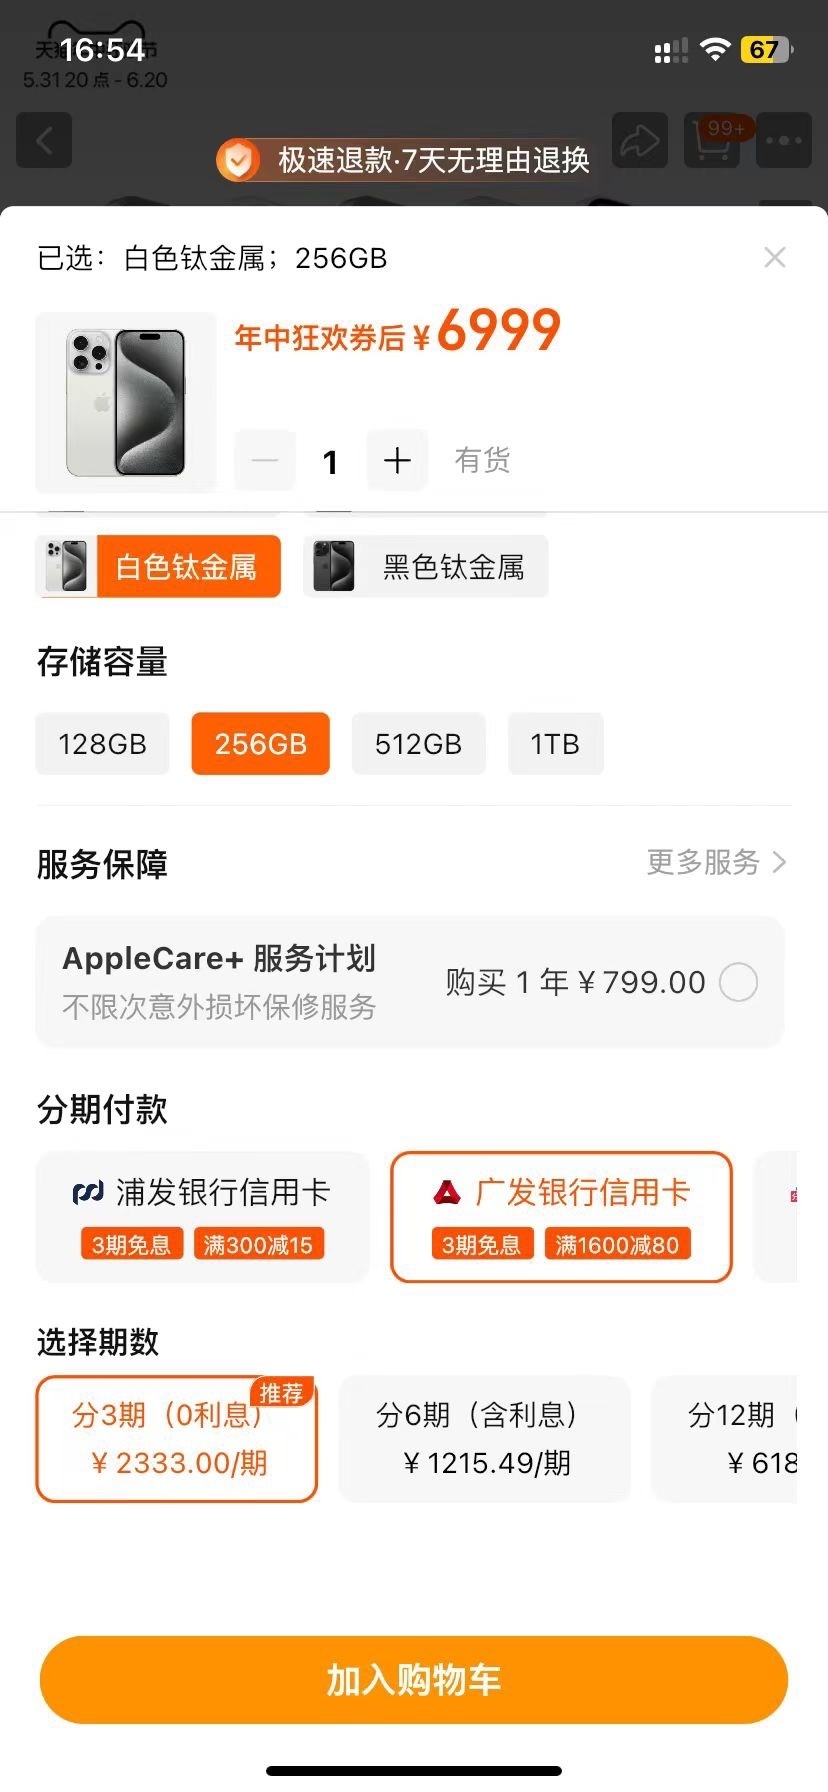 16:54
67
5.31 20点 - 6.20
99+
极速退款·7天无理由退换
已选：白色钛金属；256GB
年中狂欢券后 ¥6999
1
有货
白色钛金属
黑色钛金属
存储容量
128GB
256GB
512GB
1TB
服务保障
更多服务
AppleCare+ 服务计划
购买 1 年 ¥799.00
不限次意外损坏保修服务
分期付款
浦发银行信用卡
3期免息 满300减15
广发银行信用卡
3期免息 满1600减80
选择期数
推荐
分3期（0利息）
¥ 2333.00/期
分6期（含利息）
¥ 1215.49/期
分12期（
¥ 618
加入购物车